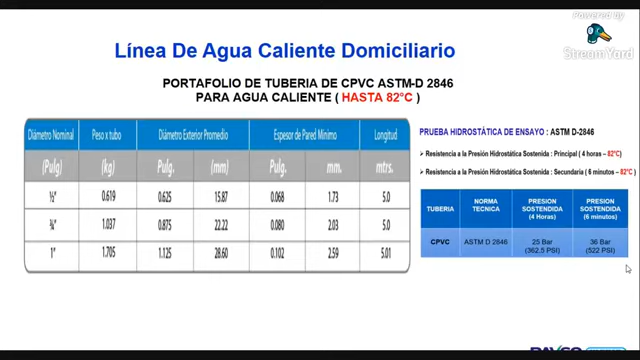 Powered by
StreamYard
Línea De Agua Caliente Domiciliario
PORTAFOLIO DE TUBERIA DE CPVC ASTM-D 2846
PARA AGUA CALIENTE ( HASTA 82°C )
Diámetro Nominal Peso x tubo Diámetro Exterior Promedio Espesor de Pared Mínimo Longitud
(Pulg) (kg) Pulg. (mm) Pulg. mm. mtrs.
½" 0.619 0.625 15.87 0.068 1.73 5.0
¾" 1.037 0.875 22.22 0.080 2.03 5.0
1" 1.705 1.125 28.60 0.102 2.59 5.01
PRUEBA HIDROSTÁTICA DE ENSAYO : ASTM D-2846
➤ Resistencia a la Presión Hidrostática Sostenida : Principal ( 4 horas – 82°C)
➤ Resistencia a la Presión Hidrostática Sostenida : Secundaría ( 6 minutos – 82°C)
TUBERÍA NORMA TECNICA PRESION SOSTENIDA (4 Horas) PRESION SOSTENIDA (6 minutos)
CPVC ASTM D 2846 25 Bar (362.5 PSI) 36 Bar (522 PSI)